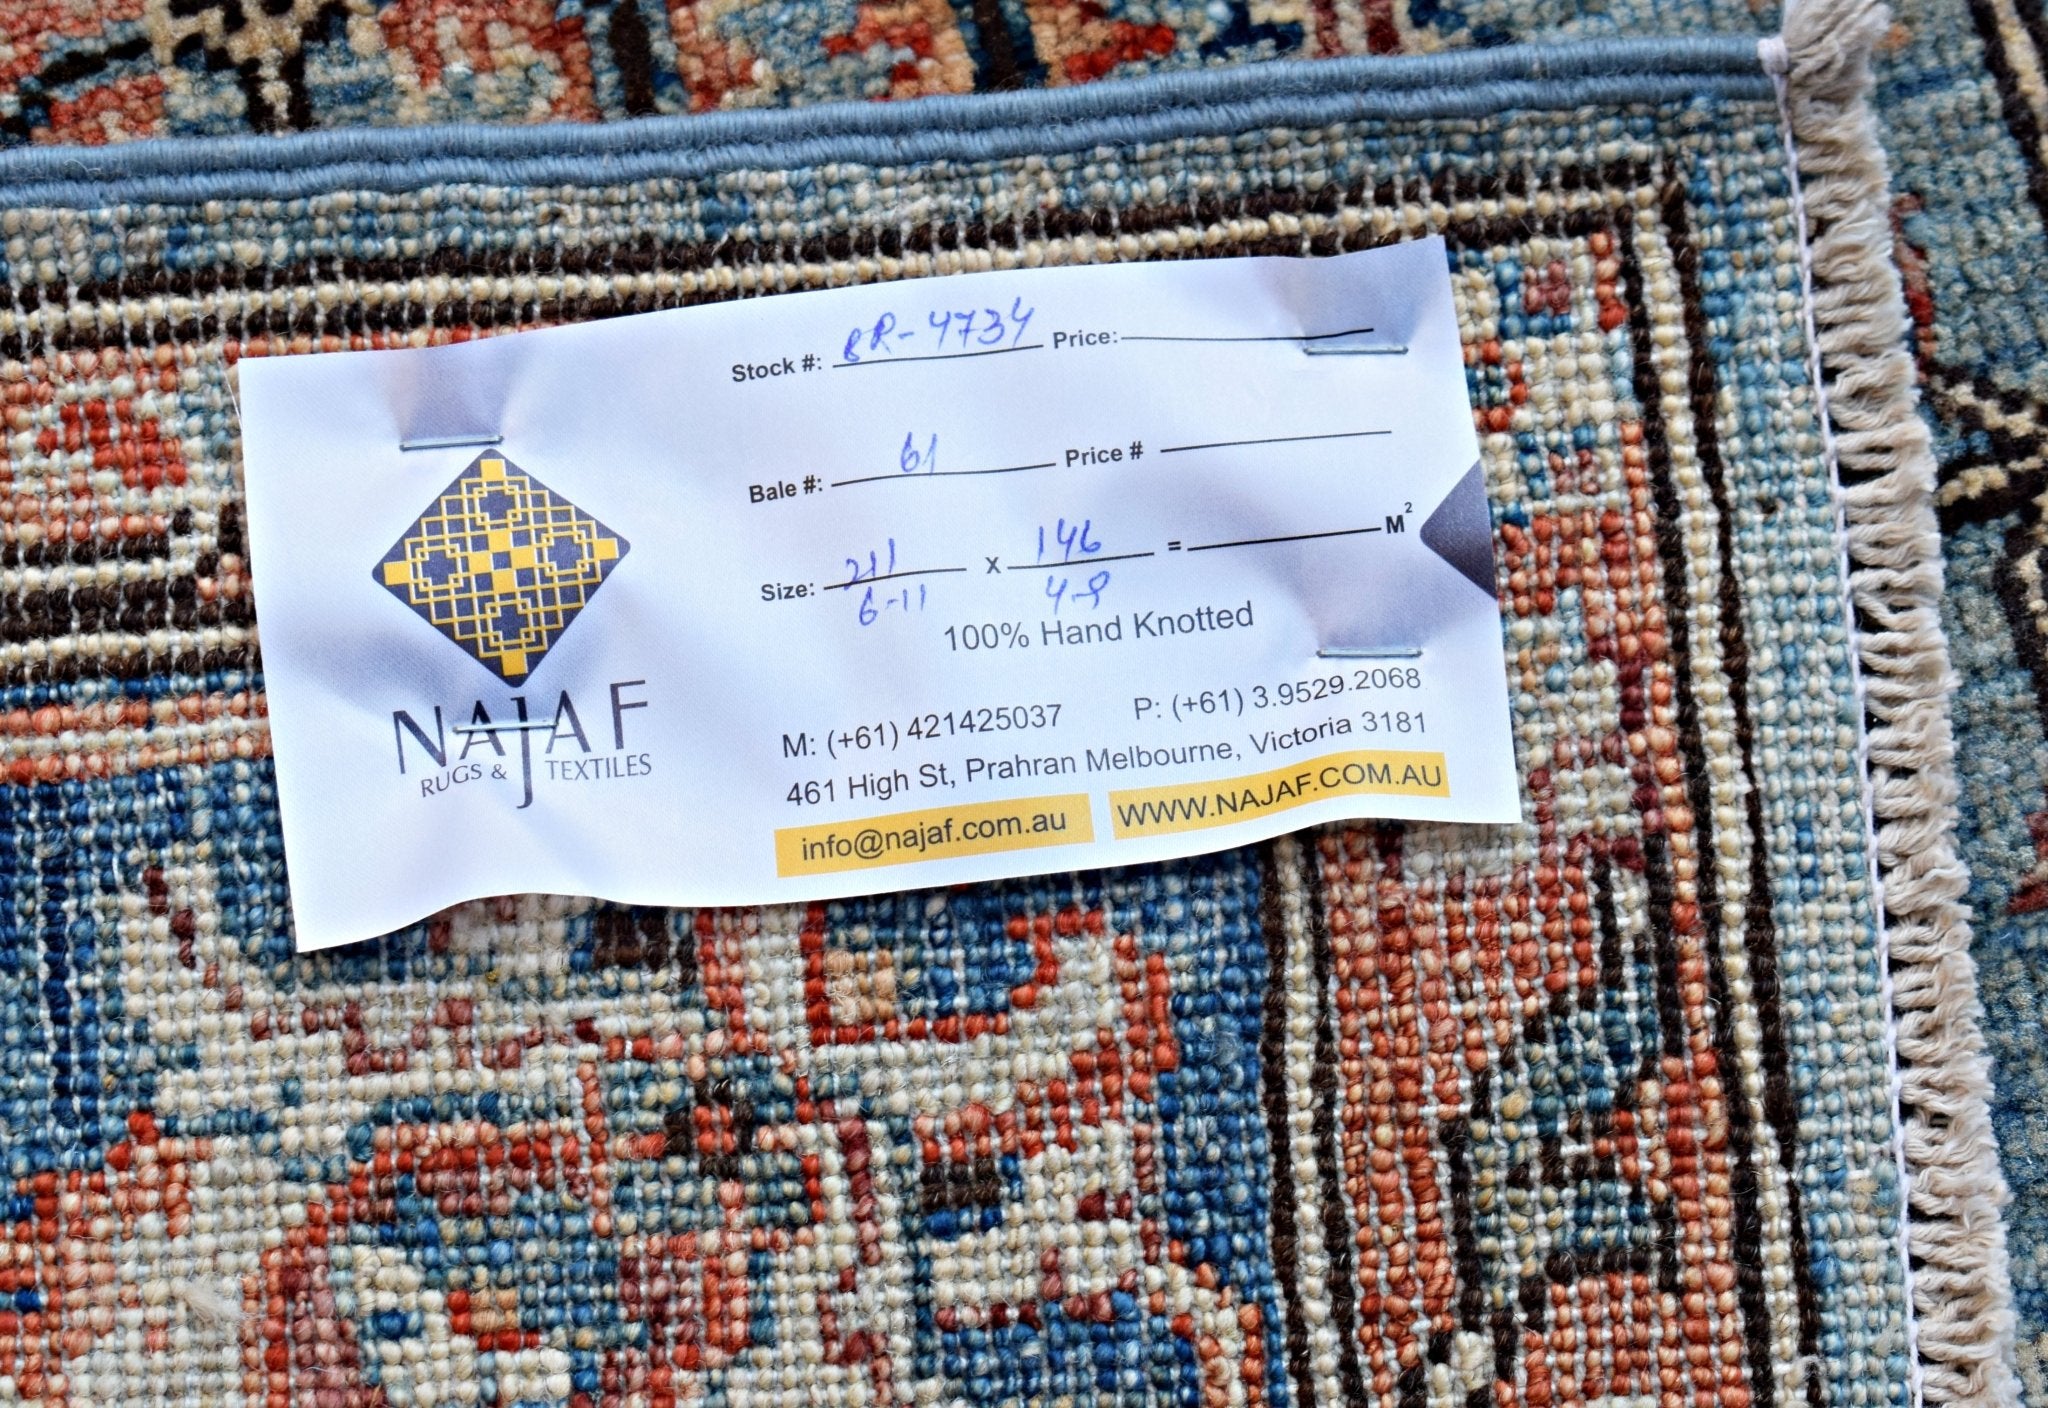 Stock #: BR-4734 Price:
Bale #: 61 Price #
Size: 211 x 146 = M²
6-11 4-9
100% Hand Knotted
NAJAF
RUGS & TEXTILES
M: (+61) 421425037 P: (+61) 3.9529.2068
461 High St, Prahran Melbourne, Victoria 3181
info@najaf.com.au WWW.NAJAF.COM.AU